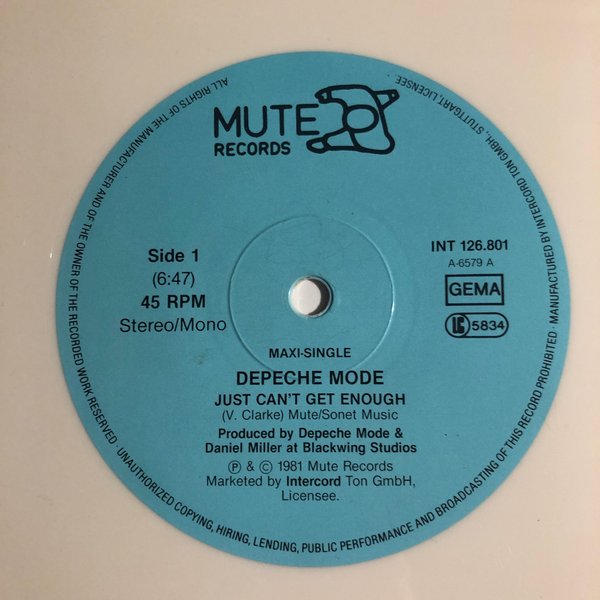 MUTE
RECORDS
Side 1
(6:47)
45 RPM
Stereo/Mono
INT 126.801
A-6579 A
GEMA
LC 5834
MAXI-SINGLE
DEPECHE MODE
JUST CAN'T GET ENOUGH
(V. Clarke) Mute/Sonet Music
Produced by Depeche Mode &
Daniel Miller at Blackwing Studios
Ⓟ & © 1981 Mute Records
Marketed by Intercord Ton GmbH,
Licensee.
ALL RIGHTS OF THE MANUFACTURER AND OF THE OWNER OF THE RECORDED WORK RESERVED · UNAUTHORIZED COPYING, HIRING, LENDING, PUBLIC PERFORMANCE AND BROADCASTING OF THIS RECORD PROHIBITED · MANUFACTURED BY INTERCORD TON GMBH, STUTTGART, LICENSEE